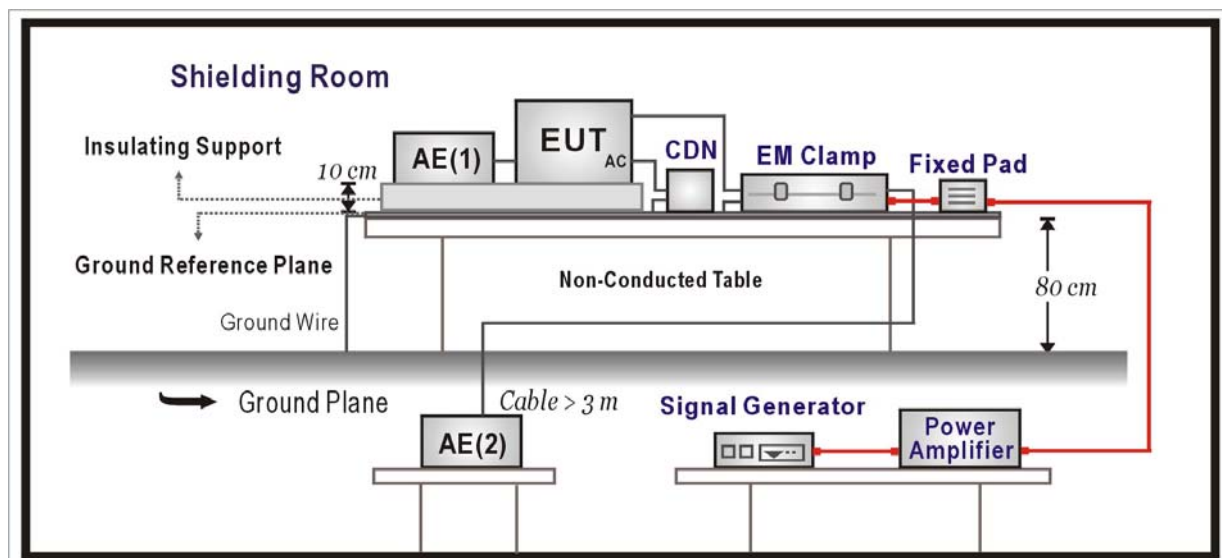 Shielding Room
Insulating Support
10 cm
AE(1)
EUT
AC
CDN
EM Clamp
Fixed Pad
Ground Reference Plane
Non-Conducted Table
80 cm
Ground Wire
Ground Plane
Cable > 3 m
Signal Generator
Power
Amplifier
AE(2)